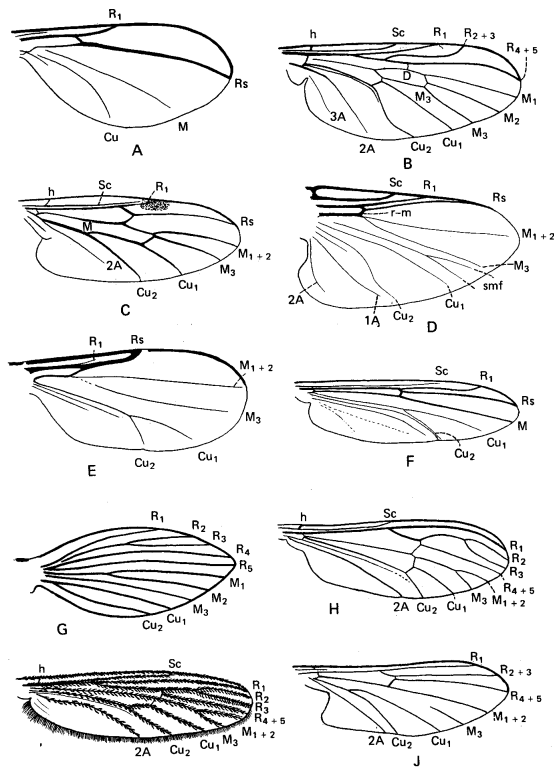 R1
Rs
M
Cu
A
h
Sc
R1
R2+3
R4+5
D
M3
M1
M2
M3
Cu1
Cu2
2A
3A
B
h
Sc
R1
Rs
M
M1+2
M3
2A
Cu2
Cu1
C
Sc
R1
Rs
r–m
M1+2
M3
smf
2A
1A
Cu2
Cu1
D
R1
Rs
M1+2
M3
Cu2
Cu1
E
Sc
R1
Rs
M
Cu1
Cu2
F
R1
R2
R3
R4
R5
M1
M2
M3
Cu2
Cu1
G
h
Sc
R1
R2
R3
R4+5
M1+2
M3
2A
Cu2
Cu1
H
h
Sc
R1
R2
R3
R4+5
M1+2
M3
2A
Cu2
Cu1
R1
R2+3
R4+5
M1+2
M3
2A
Cu2
Cu1
J